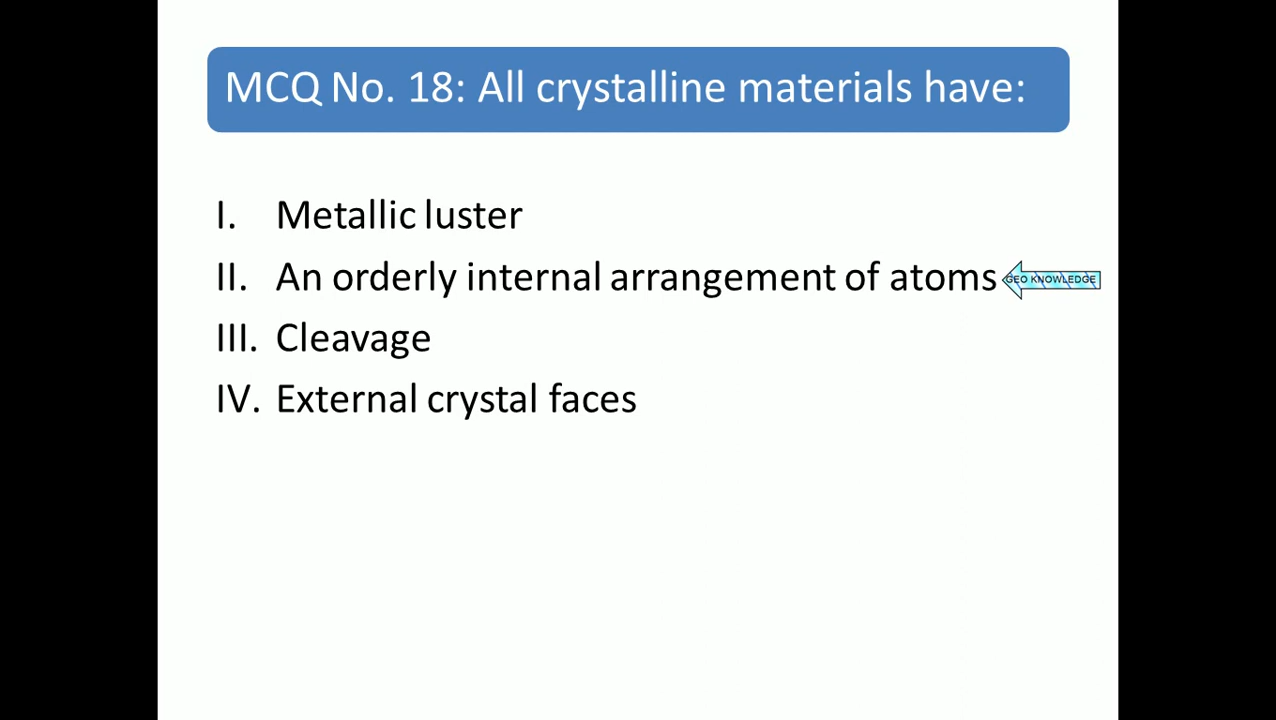 MCQ No. 18: All crystalline materials have:
I. Metallic luster
II. An orderly internal arrangement of atoms GEO KNOWLEDGE
III. Cleavage
IV. External crystal faces